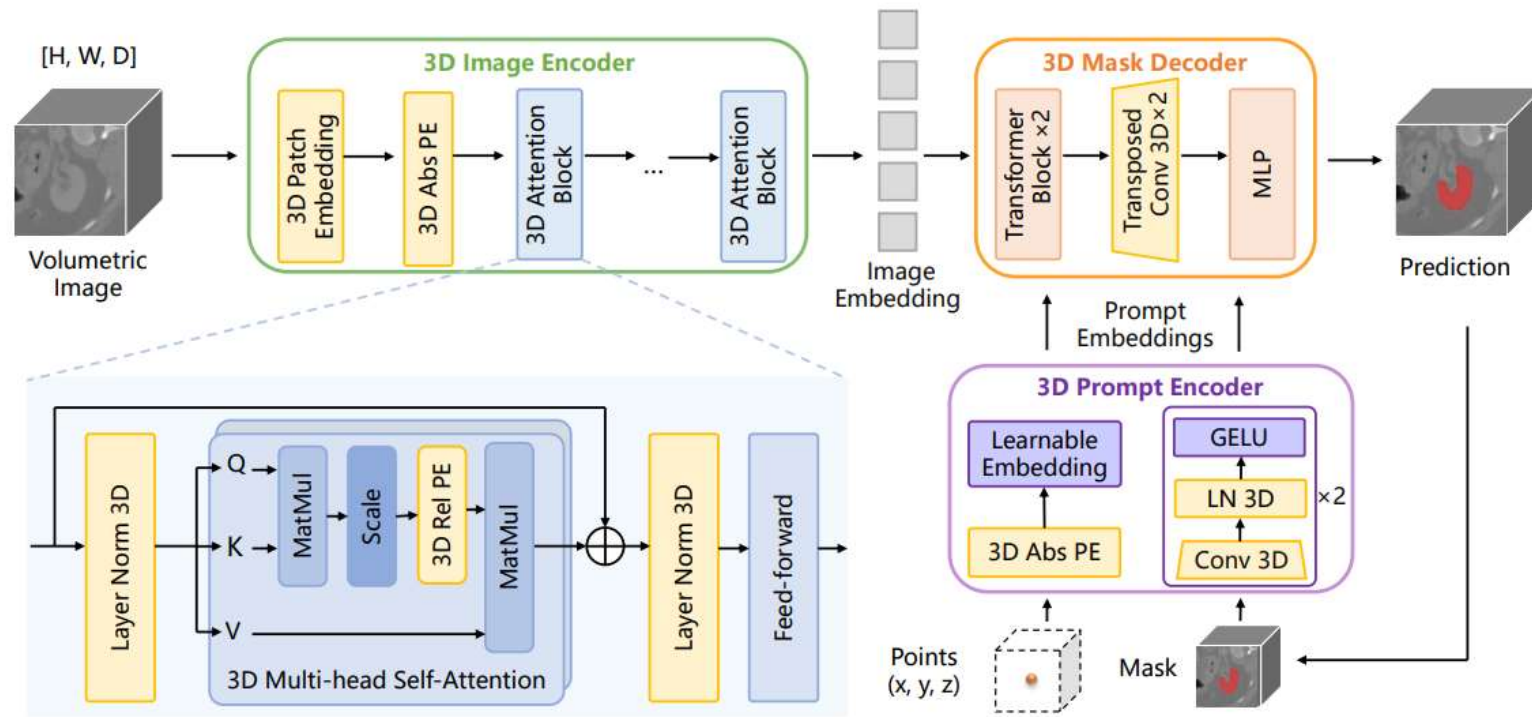 [H, W, D]
Volumetric
Image
3D Image Encoder
3D Patch
Embedding
3D Abs PE
3D Attention
Block
...
3D Attention
Block
Image
Embedding
3D Mask Decoder
Transformer
Block ×2
Transposed
Conv 3D×2
MLP
Prediction
Prompt
Embeddings
3D Prompt Encoder
Learnable
Embedding
3D Abs PE
GELU
LN 3D
Conv 3D
×2
Points
(x, y, z)
Mask
Layer Norm 3D
Q
K
V
MatMul
Scale
3D Rel PE
MatMul
3D Multi-head Self-Attention
Layer Norm 3D
Feed-forward